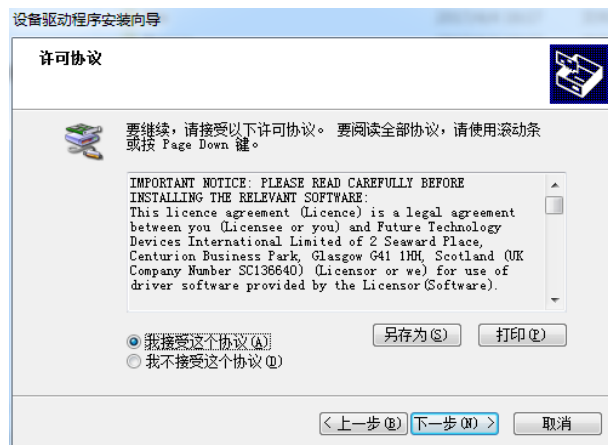 设备驱动程序安装向导
许可协议
要继续，请接受以下许可协议。 要阅读全部协议，请使用滚动条
或按 Page Down 键。
IMPORTANT NOTICE: PLEASE READ CAREFULLY BEFORE
INSTALLING THE RELEVANT SOFTWARE:
This licence agreement (Licence) is a legal agreement
between you (Licensee or you) and Future Technology
Devices International Limited of 2 Seaward Place,
Centurion Business Park, Glasgow G41 1HH, Scotland (UK
Company Number SC136640) (Licensor or we) for use of
driver software provided by the Licensor(Software).
我接受这个协议(A)
另存为(S)
打印(P)
我不接受这个协议(D)
< 上一步(B)
下一步(N) >
取消